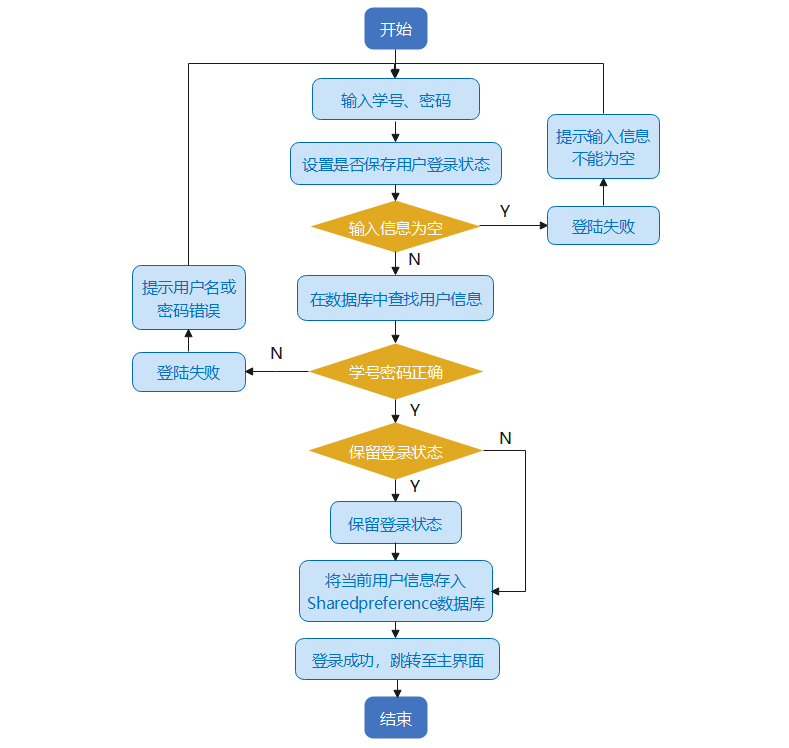 开始
输入学号、密码
提示输入信息
不能为空
设置是否保存用户登录状态
输入信息为空
Y
登陆失败
N
提示用户名或
密码错误
在数据库中查找用户信息
N
登陆失败
学号密码正确
Y
保留登录状态
N
Y
保留登录状态
将当前用户信息存入
Sharedpreference数据库
登录成功，跳转至主界面
结束